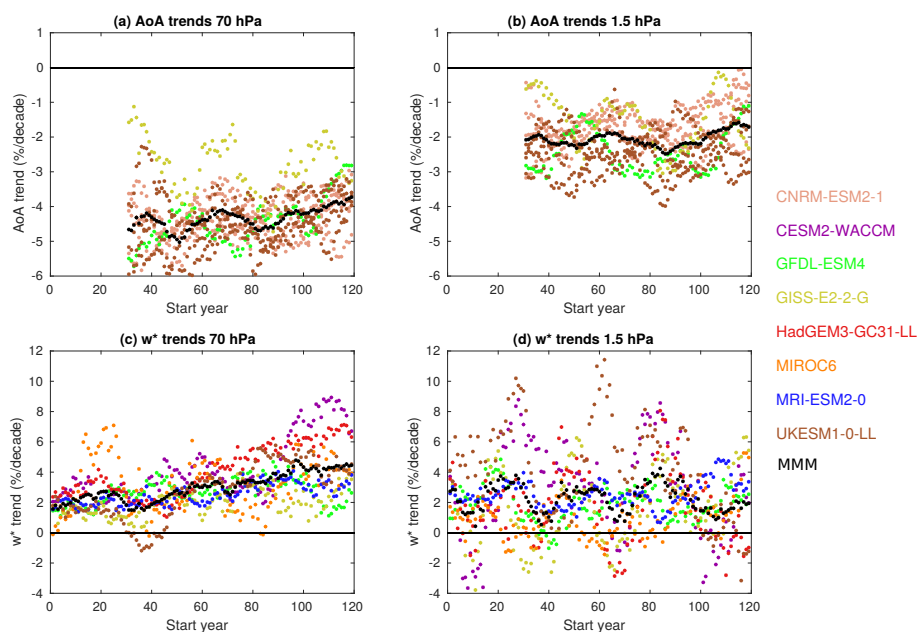 (a) AoA trends 70 hPa
1
0
-1
-2
-3
-4
-5
-6
AoA trend (%/decade)
0 20 40 60 80 100 120
Start year
(b) AoA trends 1.5 hPa
1
0
-1
-2
-3
-4
-5
-6
AoA trend (%/decade)
0 20 40 60 80 100 120
Start year
(c) w* trends 70 hPa
12
10
8
6
4
2
0
-2
-4
w* trend (%/decade)
0 20 40 60 80 100 120
Start year
(d) w* trends 1.5 hPa
12
10
8
6
4
2
0
-2
-4
w* trend (%/decade)
0 20 40 60 80 100 120
Start year
CNRM-ESM2-1
CESM2-WACCM
GFDL-ESM4
GISS-E2-2-G
HadGEM3-GC31-LL
MIROC6
MRI-ESM2-0
UKESM1-0-LL
MMM